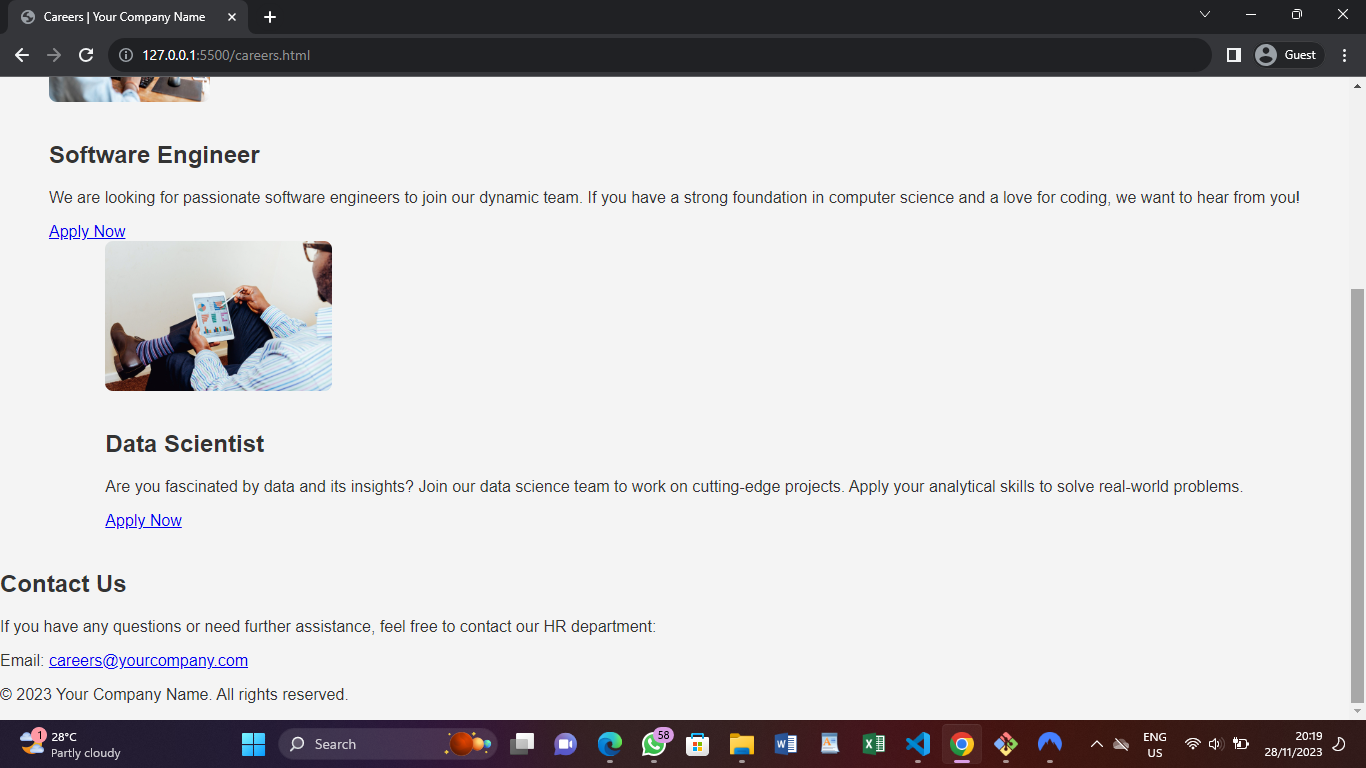 Careers | Your Company Name
127.0.0.1:5500/careers.html
Guest
Software Engineer
We are looking for passionate software engineers to join our dynamic team. If you have a strong foundation in computer science and a love for coding, we want to hear from you!
Apply Now
Data Scientist
Are you fascinated by data and its insights? Join our data science team to work on cutting-edge projects. Apply your analytical skills to solve real-world problems.
Apply Now
Contact Us
If you have any questions or need further assistance, feel free to contact our HR department:
Email: careers@yourcompany.com
© 2023 Your Company Name. All rights reserved.
1
28°C
Partly cloudy
Search
58
ENG
US
20:19
28/11/2023